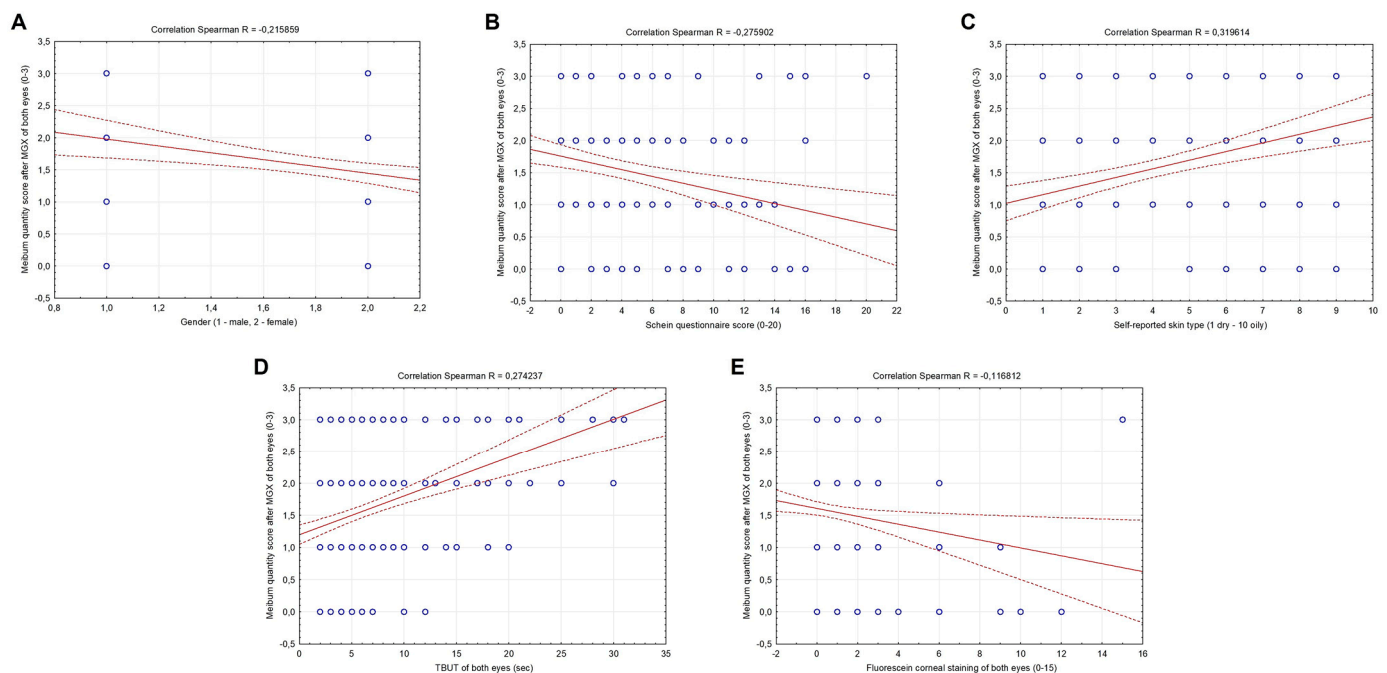 A
Correlation Spearman R = -0,215859
Meibum quantity score after MGX of both eyes (0-3)
3,5
3,0
2,5
2,0
1,5
1,0
0,5
0,0
-0,5
0,8 1,0 1,2 1,4 1,6 1,8 2,0 2,2
Gender (1 - male, 2 - female)
B
Correlation Spearman R = -0,275902
Meibum quantity score after MGX of both eyes (0-3)
3,5
3,0
2,5
2,0
1,5
1,0
0,5
0,0
-0,5
-2 0 2 4 6 8 10 12 14 16 18 20 22
Schein questionnaire score (0-20)
C
Correlation Spearman R = 0,319614
Meibum quantity score after MGX of both eyes (0-3)
3,5
3,0
2,5
2,0
1,5
1,0
0,5
0,0
-0,5
0 1 2 3 4 5 6 7 8 9 10
Self-reported skin type (1 dry - 10 oily)
D
Correlation Spearman R = 0,274237
Meibum quantity score after MGX of both eyes (0-3)
3,5
3,0
2,5
2,0
1,5
1,0
0,5
0,0
-0,5
0 5 10 15 20 25 30 35
TBUT of both eyes (sec)
E
Correlation Spearman R = -0,116812
Meibum quantity score after MGX of both eyes (0-3)
3,5
3,0
2,5
2,0
1,5
1,0
0,5
0,0
-0,5
-2 0 2 4 6 8 10 12 14 16
Fluorescein corneal staining of both eyes (0-15)